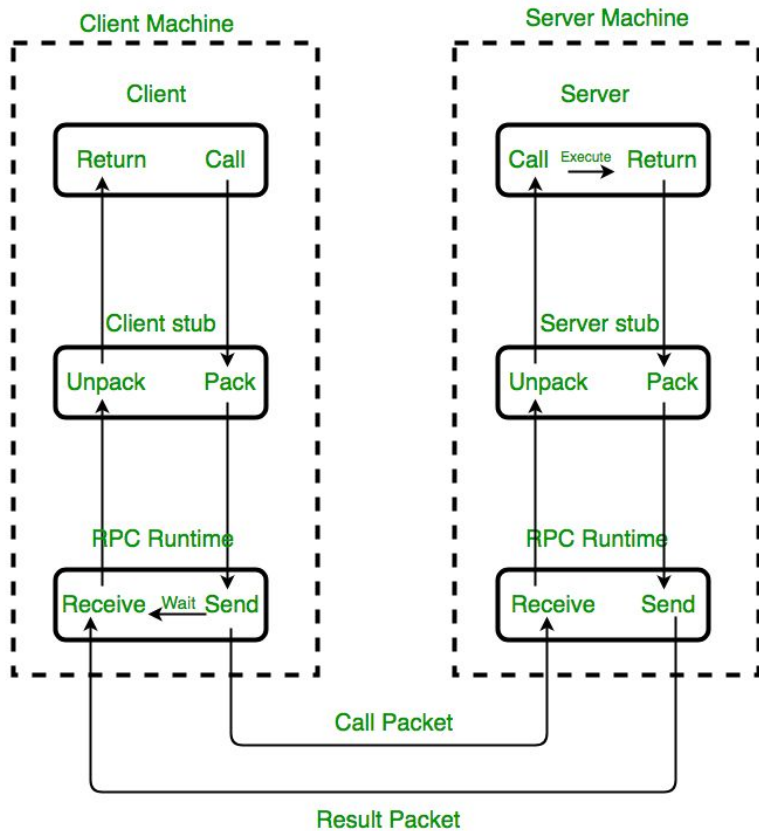 Client Machine
Server Machine
Client
Server
Return Call
Call Execute Return
Client stub
Server stub
Unpack Pack
Unpack Pack
RPC Runtime
RPC Runtime
Receive Wait Send
Receive Send
Call Packet
Result Packet